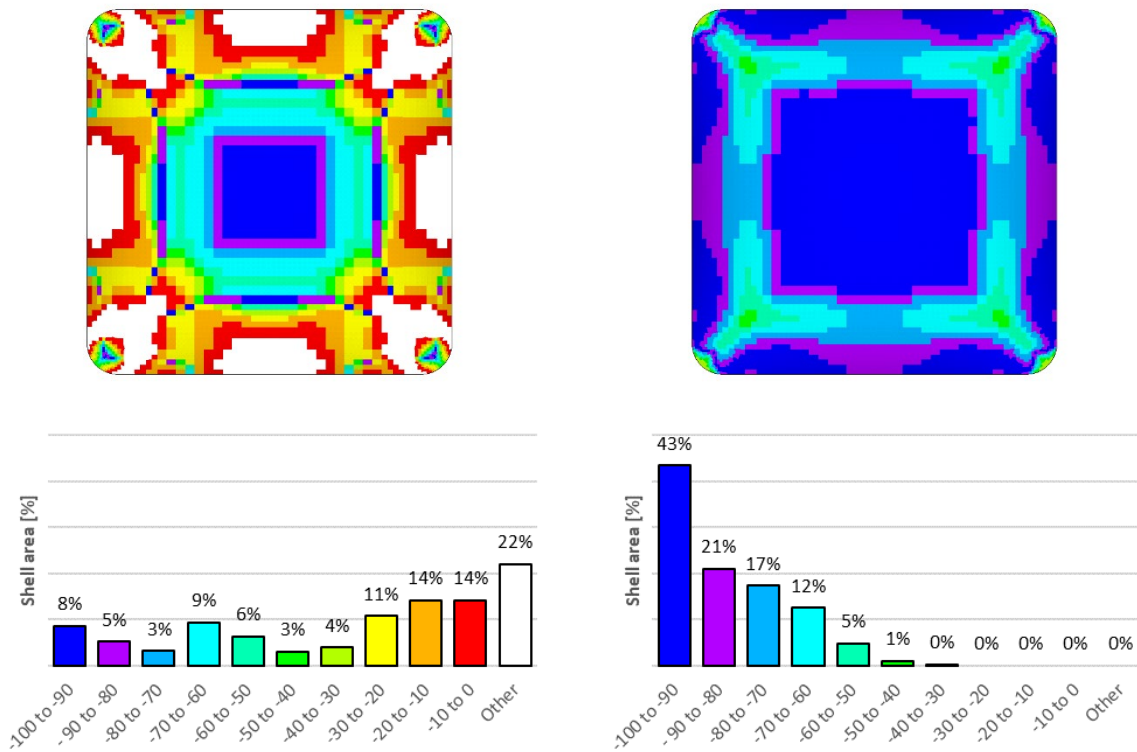 Shell area [%]
8%
5%
3%
9%
6%
3%
4%
11%
14%
14%
22%
-100 to -90
- 90 to -80
-80 to -70
-70 to -60
-60 to -50
-50 to -40
-40 to -30
-30 to -20
-20 to -10
-10 to 0
Other
Shell area [%]
43%
21%
17%
12%
5%
1%
0%
0%
0%
0%
0%
-100 to -90
- 90 to -80
-80 to -70
-70 to -60
-60 to -50
-50 to -40
-40 to -30
-30 to -20
-20 to -10
-10 to 0
Other